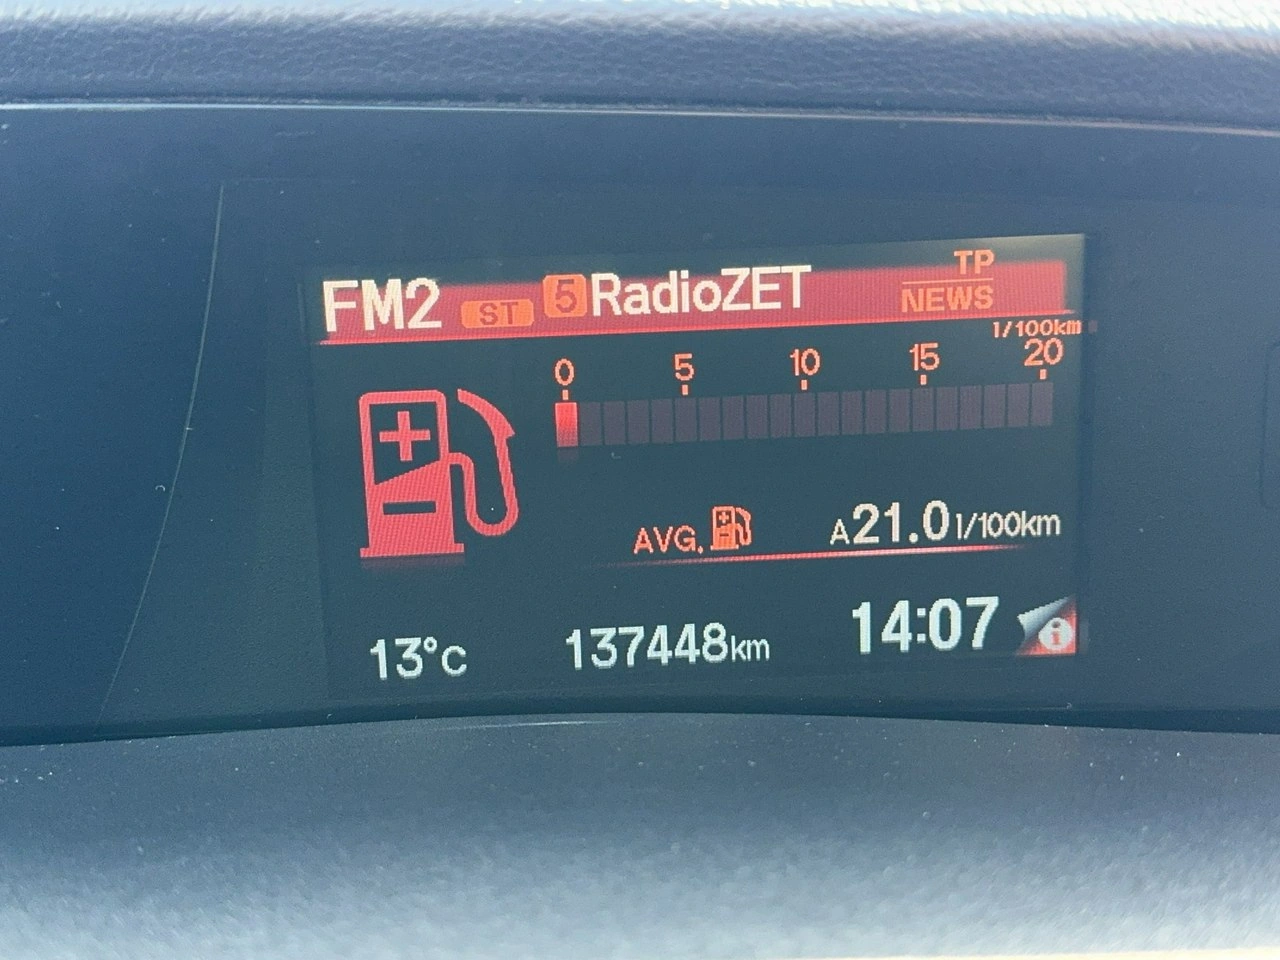 FM2 ST 5 RadioZET TP
NEWS
l/100km
0 5 10 15 20
AVG. A21.0 l/100km
13°C 137448km 14:07 i